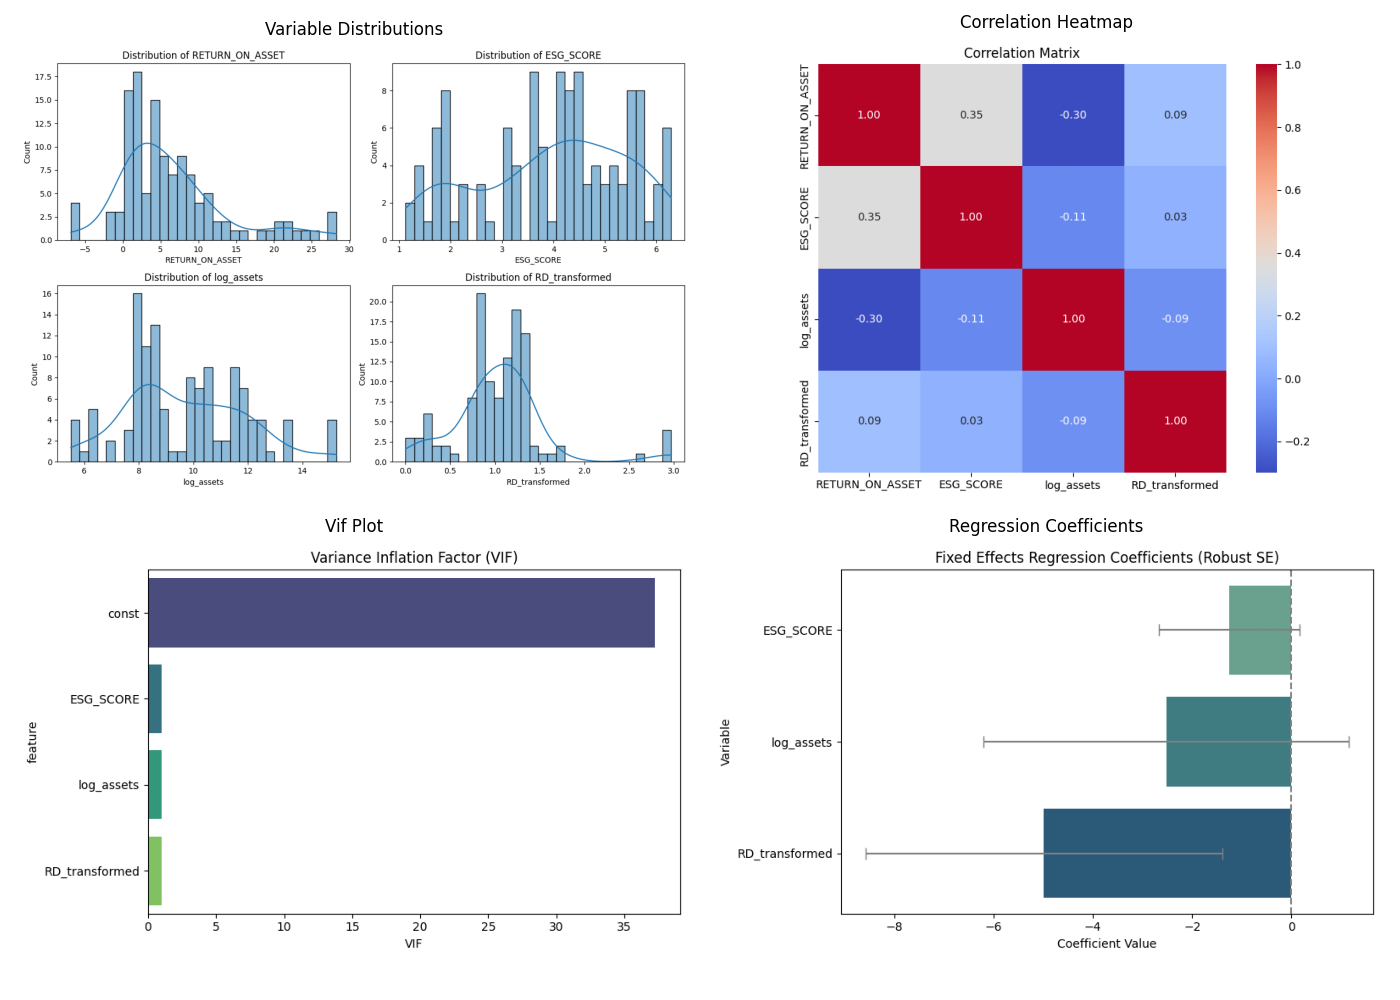 Variable Distributions
Distribution of RETURN_ON_ASSET
Count
17.5
15.0
12.5
10.0
7.5
5.0
2.5
0.0
−5 0 5 10 15 20 25 30
RETURN_ON_ASSET
Distribution of ESG_SCORE
Count
8
6
4
2
0
1 2 3 4 5 6
ESG_SCORE
Distribution of log_assets
Count
16
14
12
10
8
6
4
2
0
6 8 10 12 14
log_assets
Distribution of RD_transformed
Count
20.0
17.5
15.0
12.5
10.0
7.5
5.0
2.5
0.0
0.0 0.5 1.0 1.5 2.0 2.5 3.0
RD_transformed
Correlation Heatmap
Correlation Matrix
RETURN_ON_ASSET
1.00 0.35 -0.30 0.09
ESG_SCORE
0.35 1.00 -0.11 0.03
log_assets
-0.30 -0.11 1.00 -0.09
RD_transformed
0.09 0.03 -0.09 1.00
RETURN_ON_ASSET ESG_SCORE log_assets RD_transformed
1.0
0.8
0.6
0.4
0.2
0.0
−0.2
Vif Plot
Variance Inflation Factor (VIF)
feature
const
ESG_SCORE
log_assets
RD_transformed
0 5 10 15 20 25 30 35
VIF
Regression Coefficients
Fixed Effects Regression Coefficients (Robust SE)
Variable
ESG_SCORE
log_assets
RD_transformed
−8 −6 −4 −2 0
Coefficient Value